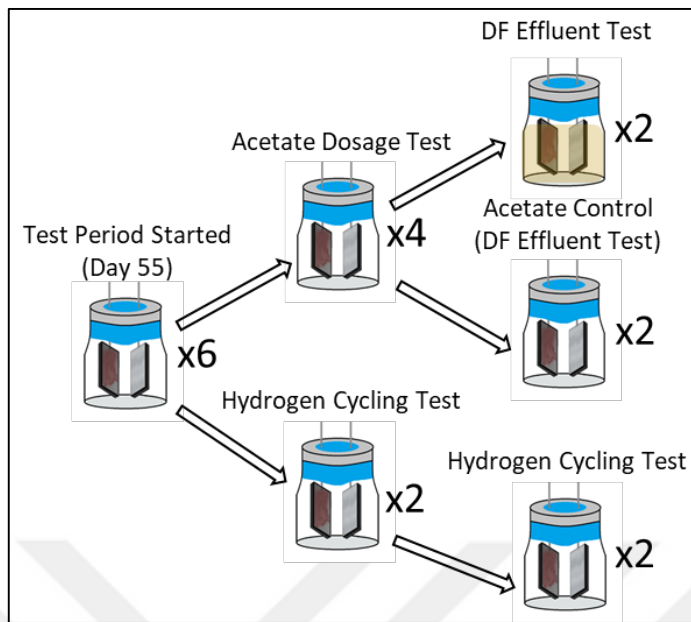 DF Effluent Test
x2
Acetate Dosage Test
x4
Acetate Control
(DF Effluent Test)
x2
Test Period Started
(Day 55)
x6
Hydrogen Cycling Test
x2
Hydrogen Cycling Test
x2